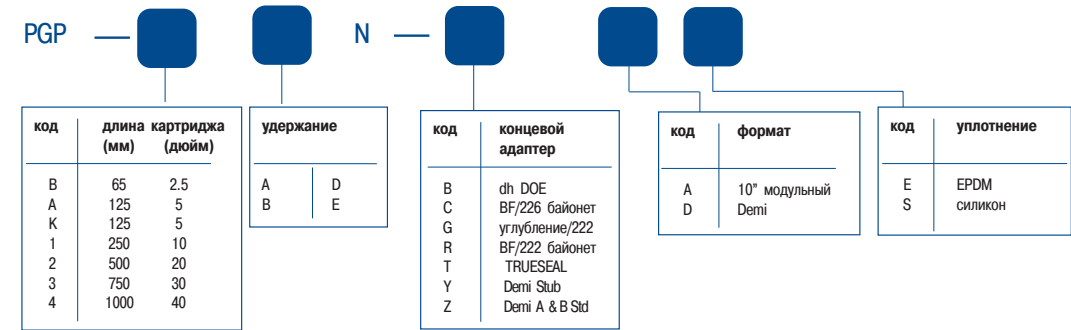 PGP — N —
код длина картриджа
(мм) (дюйм)
B 65 2.5
A 125 5
K 125 5
1 250 10
2 500 20
3 750 30
4 1000 40
удержание
A D
B E
код концевой
адаптер
B dh DOE
C BF/226 байонет
G углубление/222
R BF/222 байонет
T TRUESEAL
Y Demi Stub
Z Demi A & B Std
код формат
A 10” модульный
D Demi
код уплотнение
E EPDM
S силикон